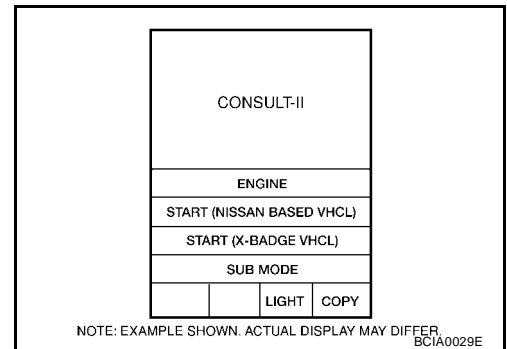 CONSULT-II
ENGINE
START (NISSAN BASED VHCL)
START (X-BADGE VHCL)
SUB MODE
LIGHT COPY
NOTE: EXAMPLE SHOWN. ACTUAL DISPLAY MAY DIFFER.
BCIA0029E